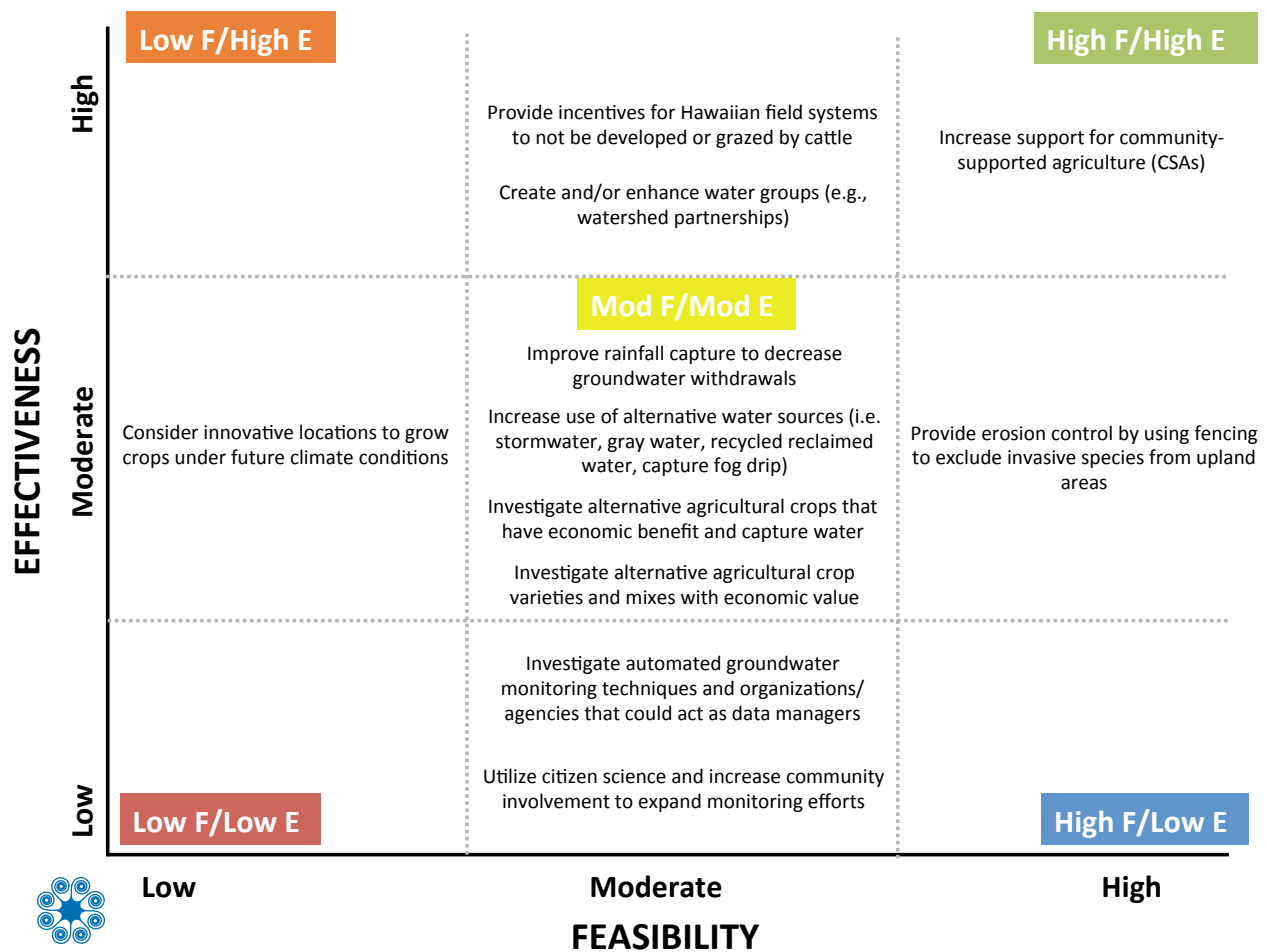 Low F/High E
High F/High E
High
Provide incentives for Hawaiian field systems
to not be developed or grazed by cattle
Create and/or enhance water groups (e.g.,
watershed partnerships)
Increase support for community-
supported agriculture (CSAs)
EFFECTIVENESS
Moderate
Consider innovative locations to grow
crops under future climate conditions
Mod F/Mod E
Improve rainfall capture to decrease
groundwater withdrawals
Increase use of alternative water sources (i.e.
stormwater, gray water, recycled reclaimed
water, capture fog drip)
Investigate alternative agricultural crops that
have economic benefit and capture water
Investigate alternative agricultural crop
varieties and mixes with economic value
Provide erosion control by using fencing
to exclude invasive species from upland
areas
Low
Low F/Low E
Investigate automated groundwater
monitoring techniques and organizations/
agencies that could act as data managers
Utilize citizen science and increase community
involvement to expand monitoring efforts
High F/Low E
Low
Moderate
High
FEASIBILITY